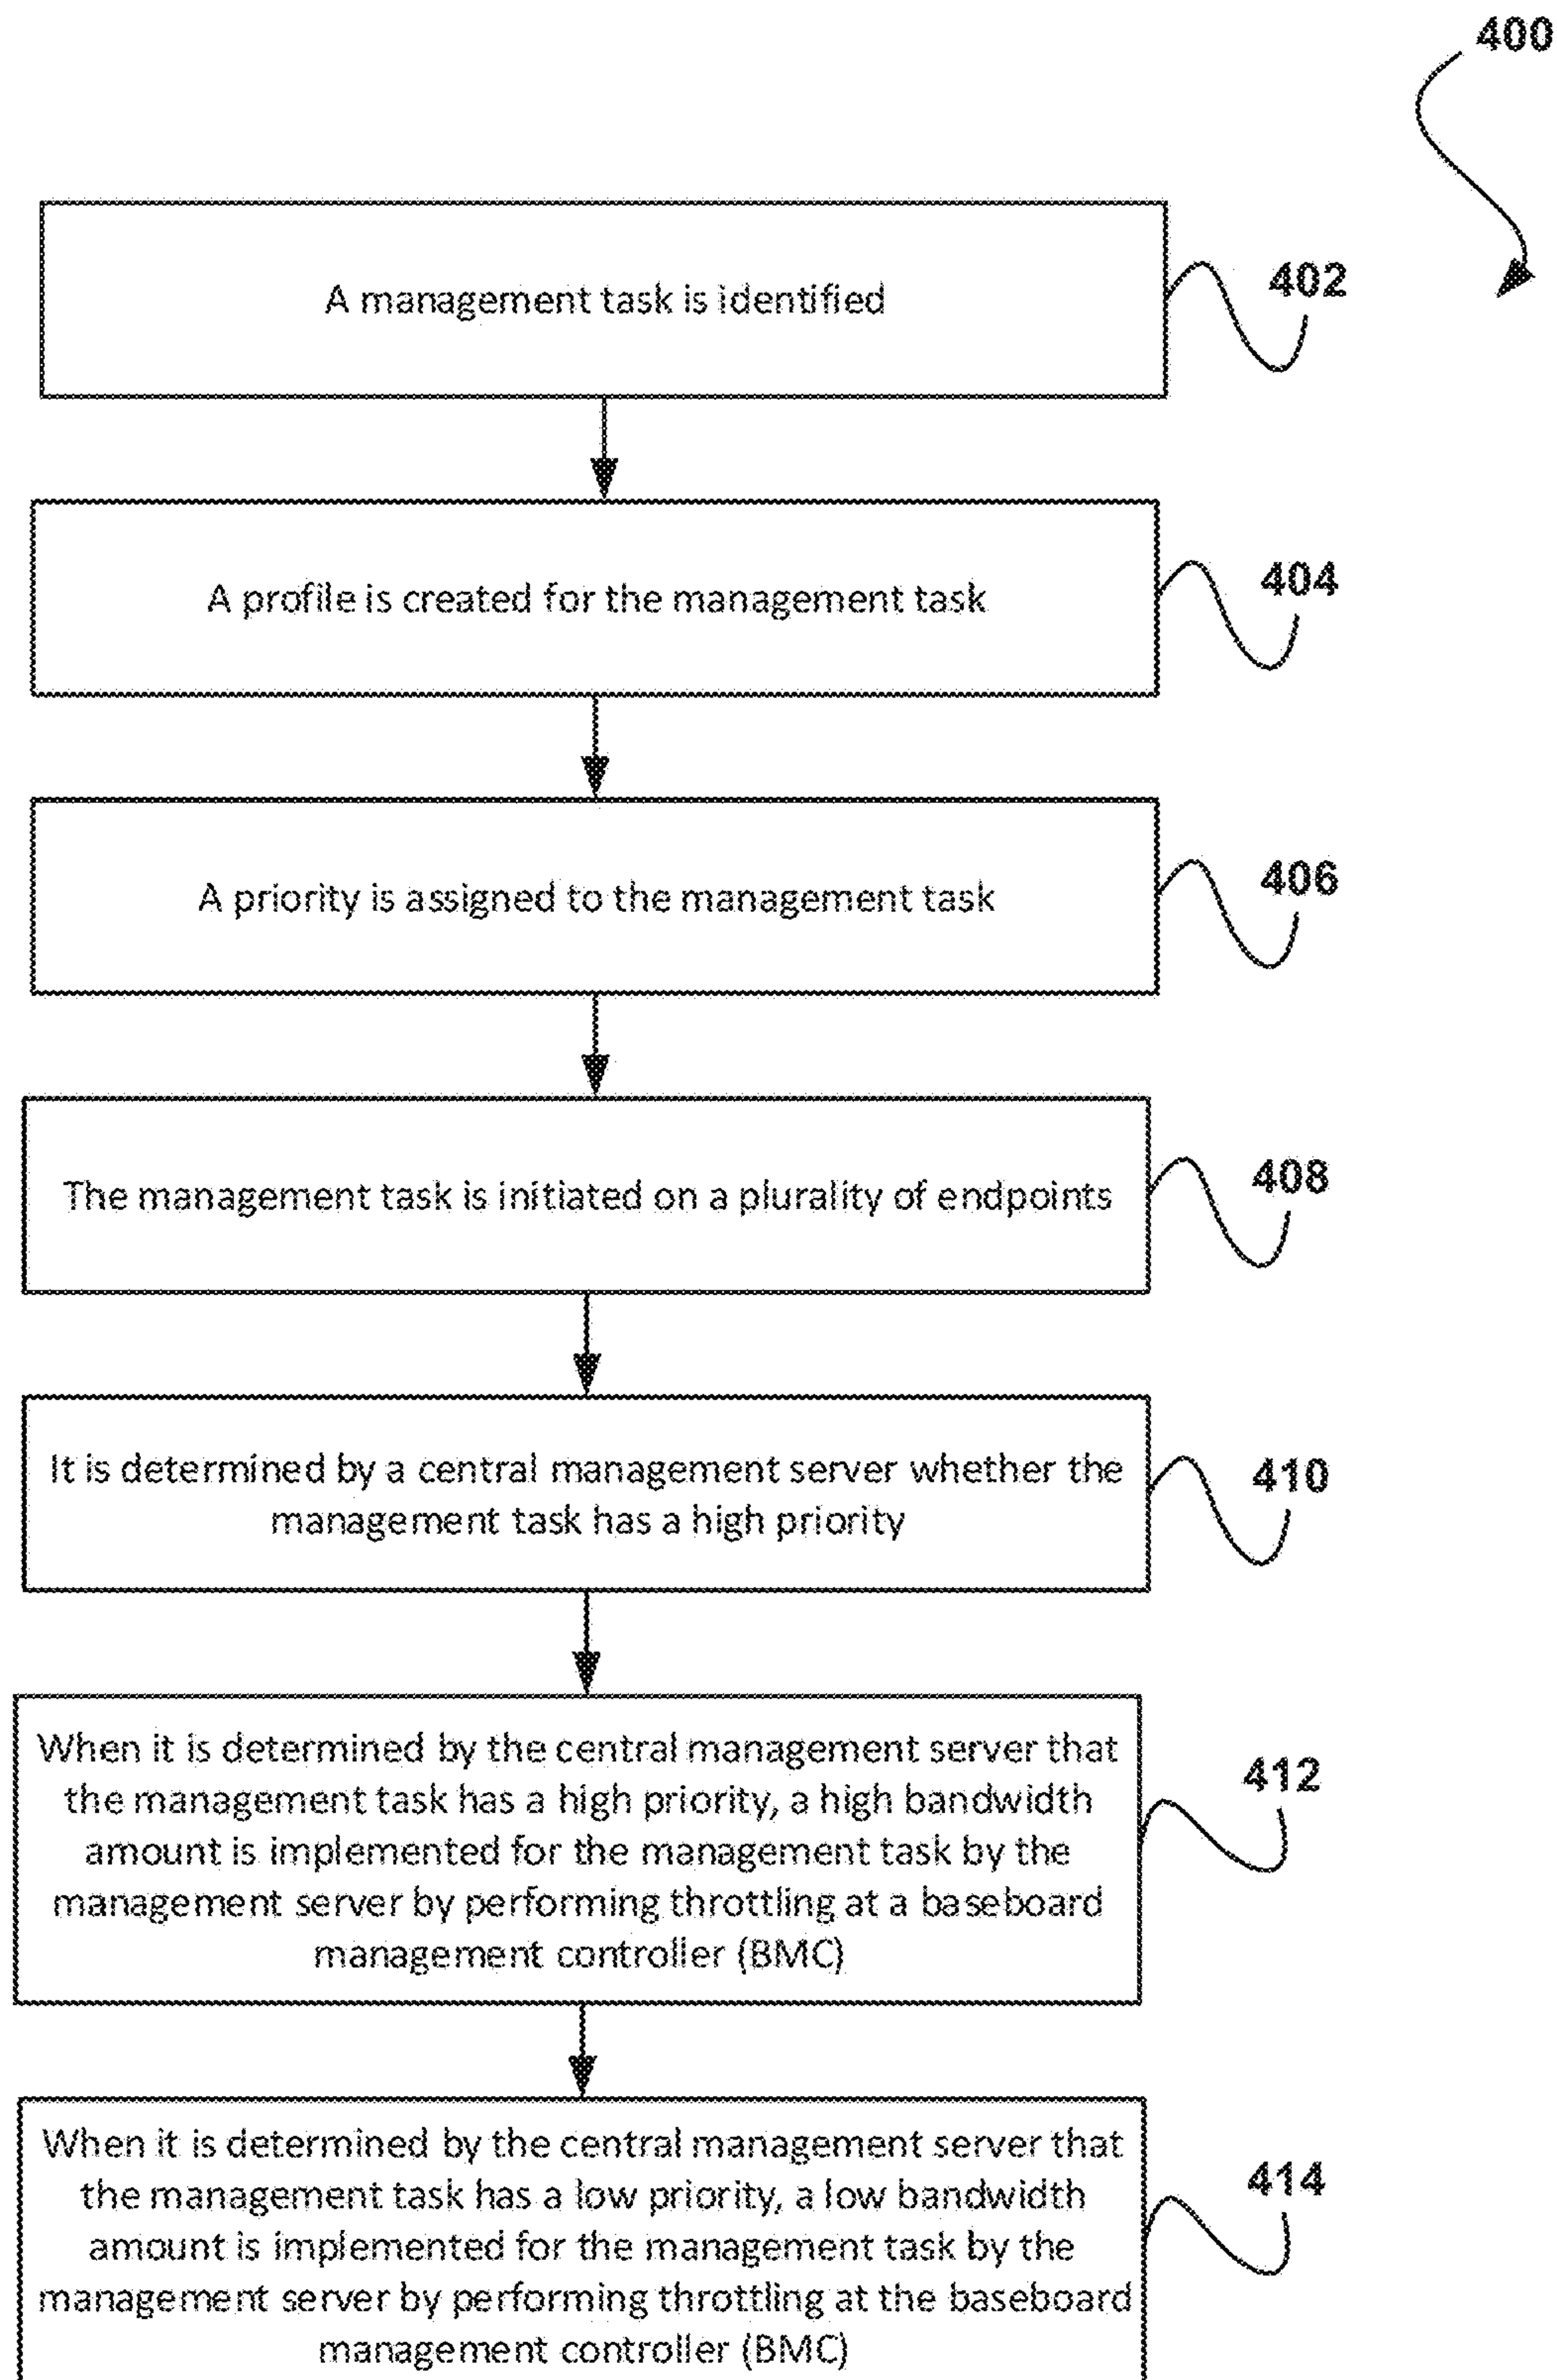 400
A management task is identified
402
A profile is created for the management task
404
A priority is assigned to the management task
406
The management task is initiated on a plurality of endpoints
408
It is determined by a central management server whether the
management task has a high priority
410
When it is determined by the central management server that
the management task has a high priority, a high bandwidth
amount is implemented for the management task by the
management server by performing throttling at a baseboard
management controller (BMC)
412
When it is determined by the central management server that
the management task has a low priority, a low bandwidth
amount is implemented for the management task by the
management server by performing throttling at the baseboard
management controller (BMC)
414